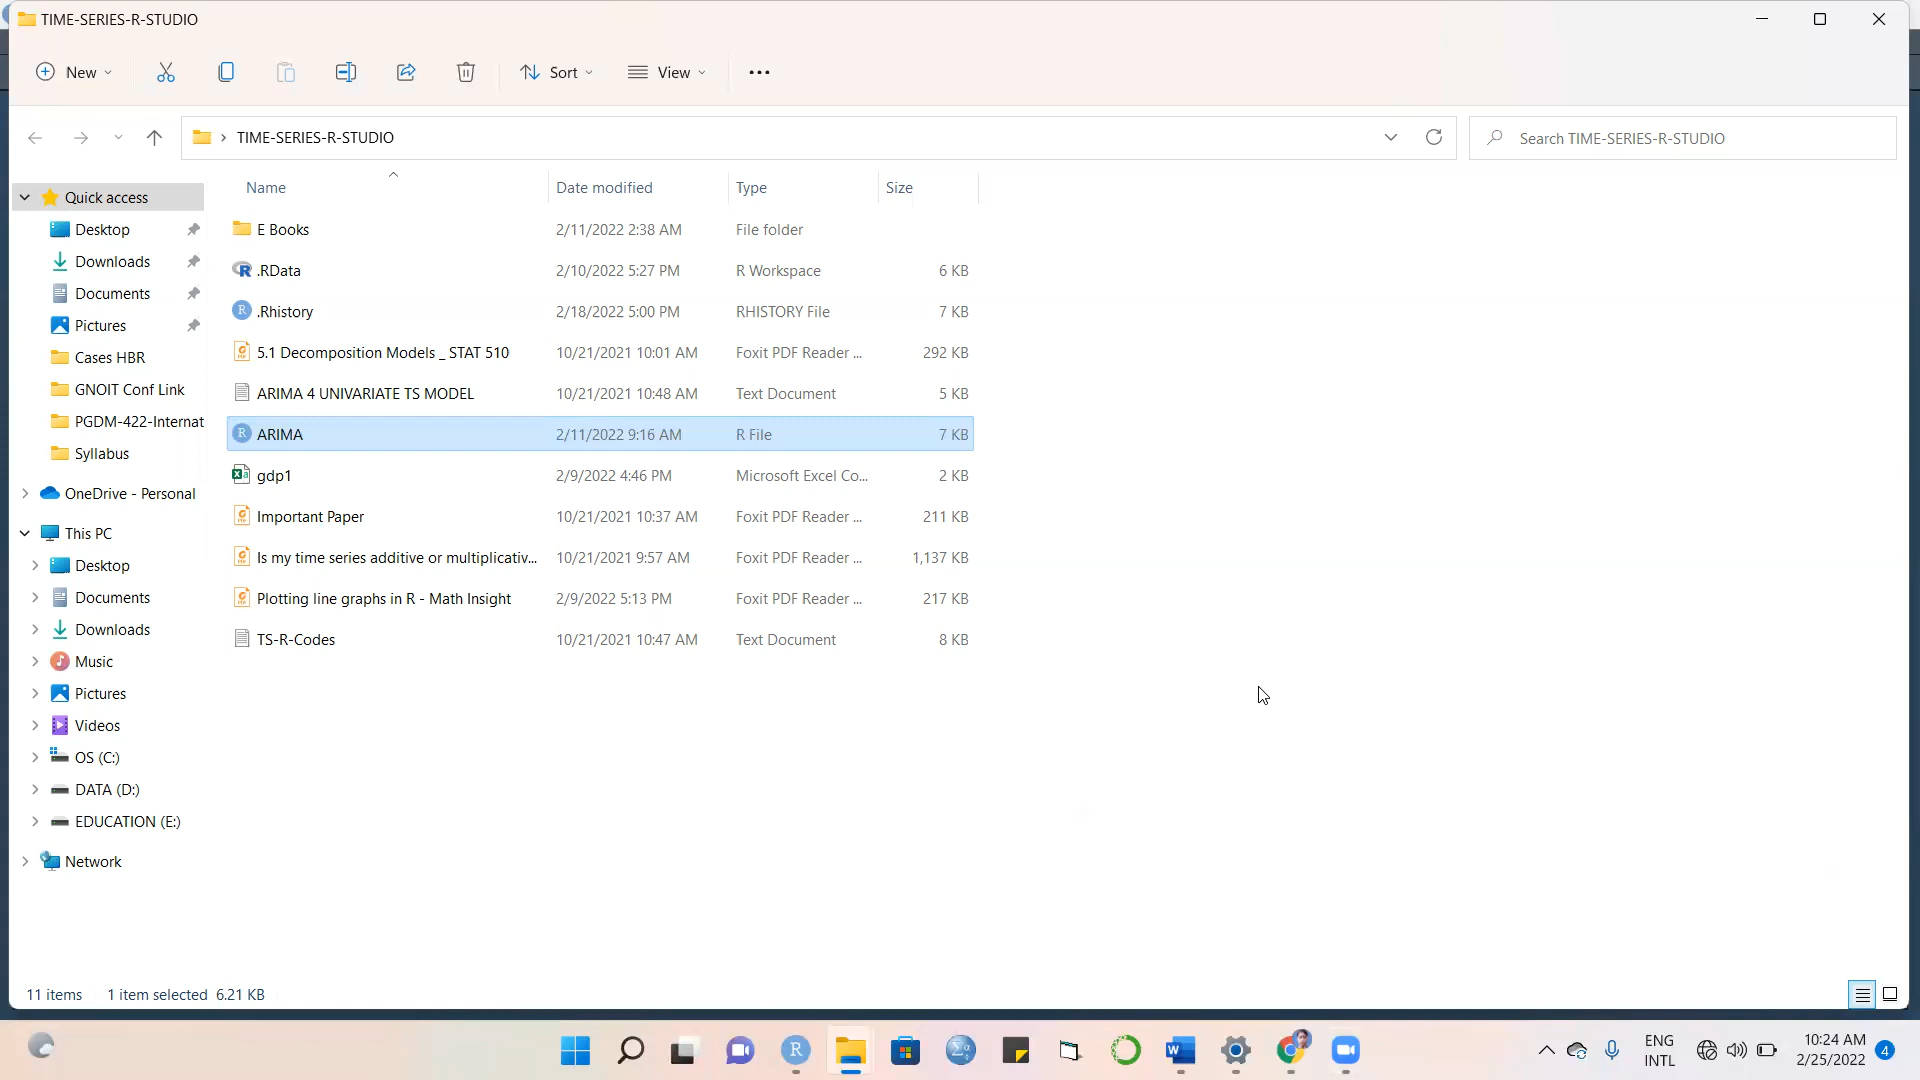 TIME-SERIES-R-STUDIO
New
Sort
View
TIME-SERIES-R-STUDIO
Search TIME-SERIES-R-STUDIO
Name Date modified Type Size
Quick access
Desktop
Downloads
Documents
Pictures
Cases HBR
GNOIT Conf Link
PGDM-422-Internat
Syllabus
OneDrive - Personal
This PC
Desktop
Documents
Downloads
Music
Pictures
Videos
OS (C:)
DATA (D:)
EDUCATION (E:)
Network
E Books 2/11/2022 2:38 AM File folder
.RData 2/10/2022 5:27 PM R Workspace 6 KB
.Rhistory 2/18/2022 5:00 PM RHISTORY File 7 KB
5.1 Decomposition Models _ STAT 510 10/21/2021 10:01 AM Foxit PDF Reader ... 292 KB
ARIMA 4 UNIVARIATE TS MODEL 10/21/2021 10:48 AM Text Document 5 KB
ARIMA 2/11/2022 9:16 AM R File 7 KB
gdp1 2/9/2022 4:46 PM Microsoft Excel Co... 2 KB
Important Paper 10/21/2021 10:37 AM Foxit PDF Reader ... 211 KB
Is my time series additive or multiplicativ... 10/21/2021 9:57 AM Foxit PDF Reader ... 1,137 KB
Plotting line graphs in R - Math Insight 2/9/2022 5:13 PM Foxit PDF Reader ... 217 KB
TS-R-Codes 10/21/2021 10:47 AM Text Document 8 KB
11 items 1 item selected 6.21 KB
ENG
INTL
10:24 AM
2/25/2022
4